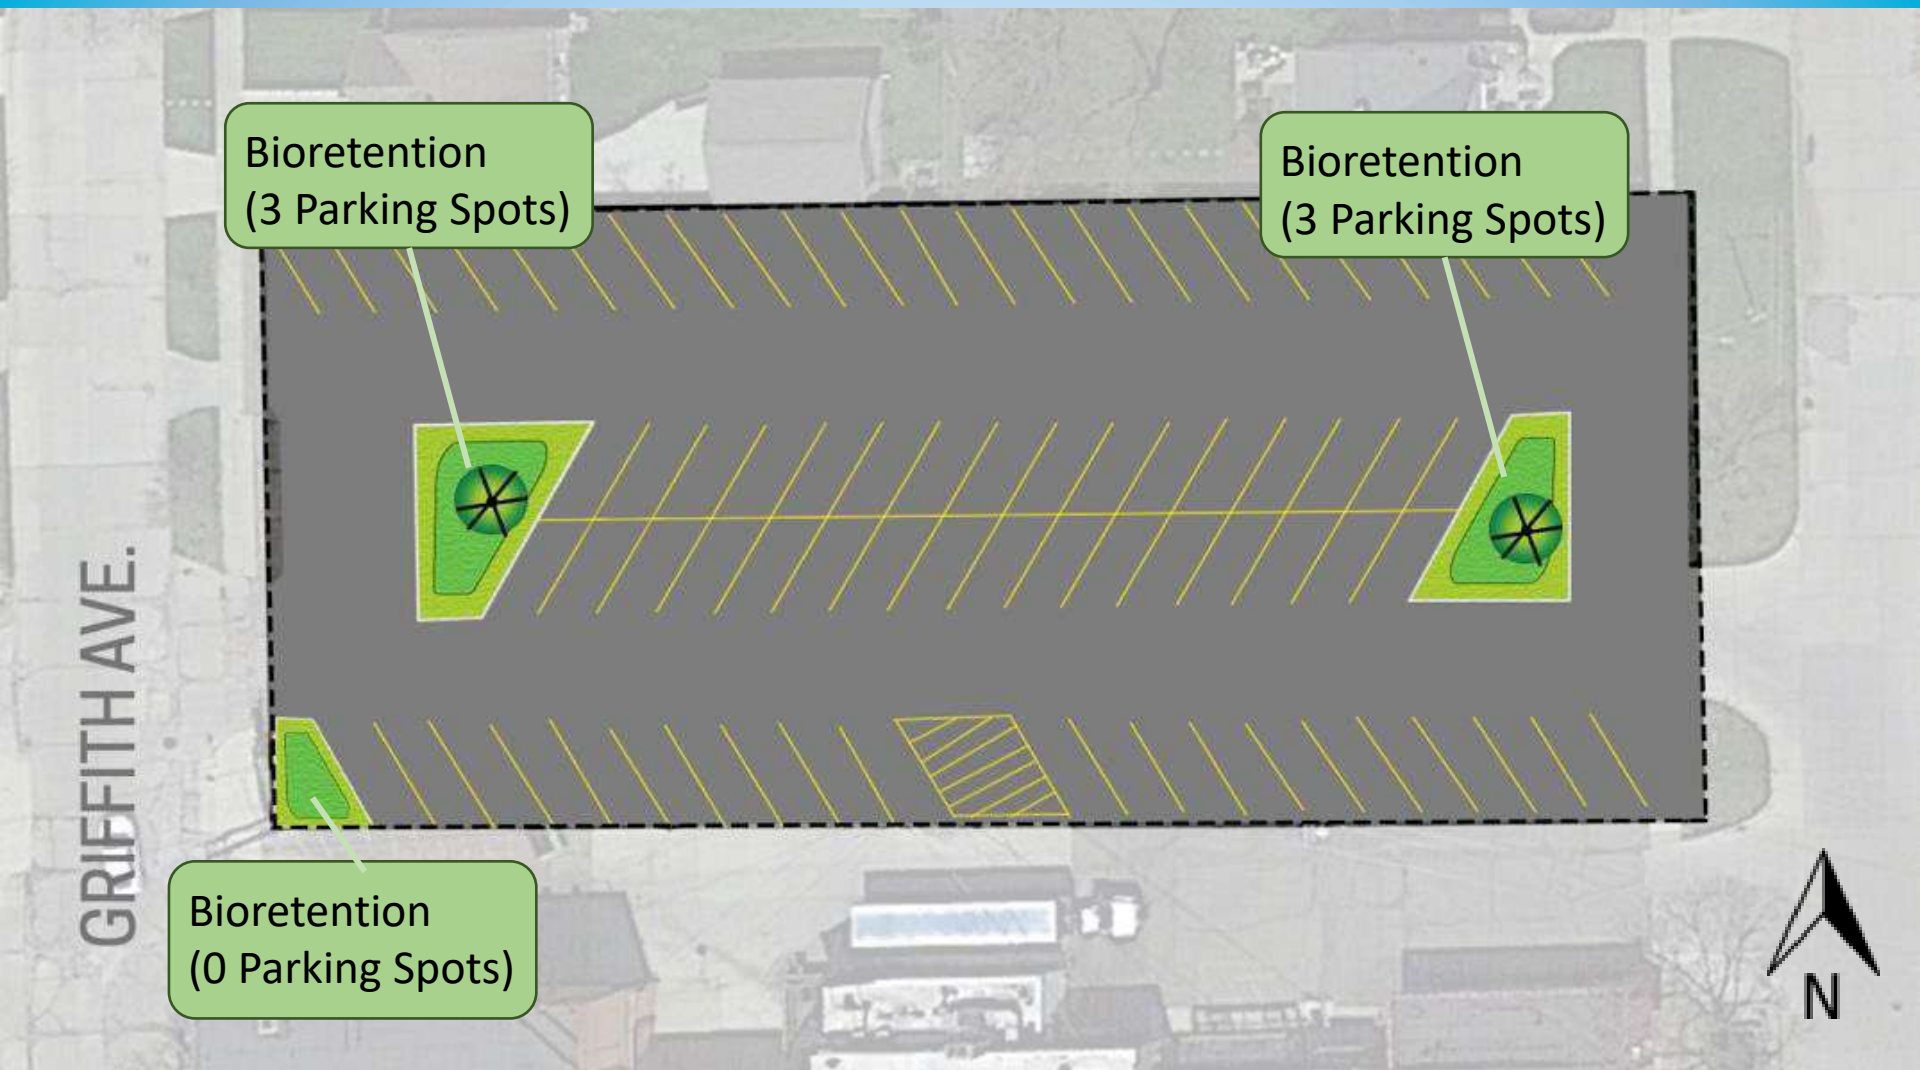 Bioretention
(3 Parking Spots)
Bioretention
(3 Parking Spots)
GRIFFITH AVE.
Bioretention
(0 Parking Spots)
N